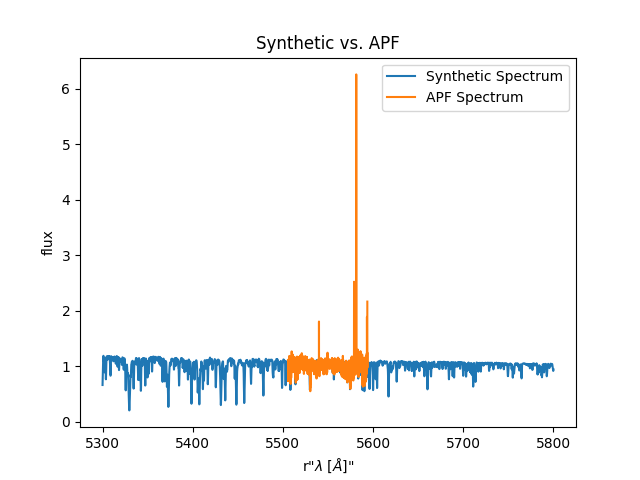 Synthetic vs. APF
Synthetic Spectrum
APF Spectrum
flux
6
5
4
3
2
1
0
5300 5400 5500 5600 5700 5800
r"λ [Å]"